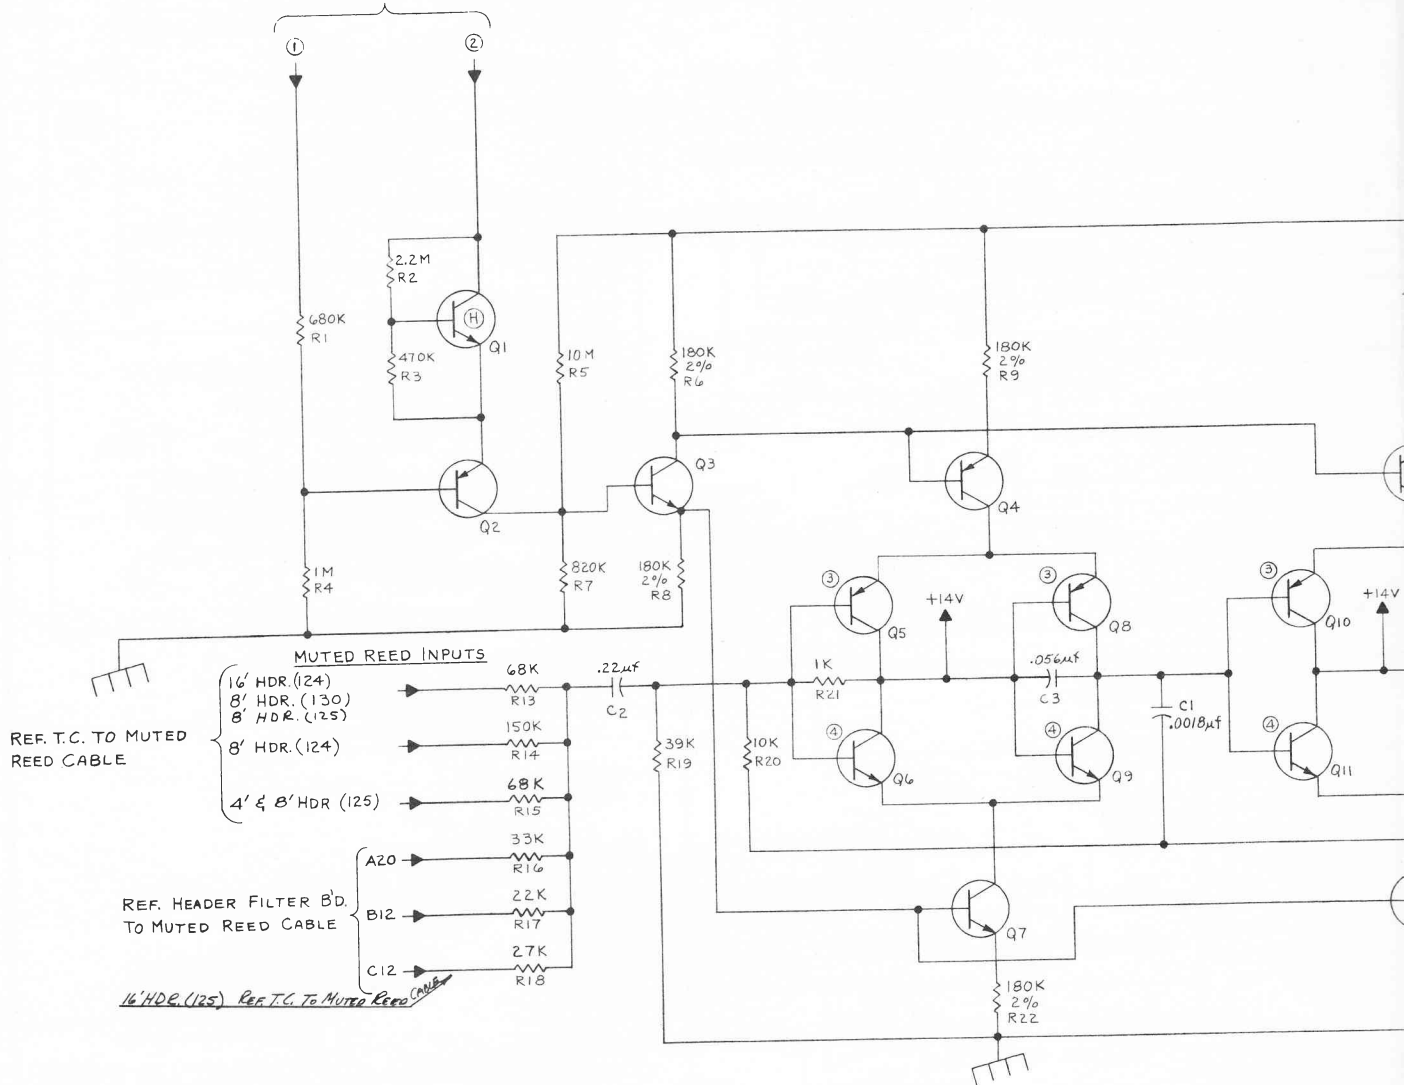 1
2
2.2M
R2
H
Q1
680K
R1
470K
R3
10M
R5
180K
2%
R6
180K
2%
R9
Q3
Q2
Q4
1M
R4
820K
R7
180K
2%
R8
3
Q5
+14V
3
Q8
3
Q10
+14V
MUTED REED INPUTS
16' HDR. (124)
8' HDR. (130)
8' HDR. (125)
68K
R13
.22µf
C2
1K
R21
.056µf
C3
C1
.0018µf
REF. T.C. TO MUTED
REED CABLE
8' HDR. (124)
150K
R14
39K
R19
10K
R20
4
Q6
4
Q9
4
Q11
4' & 8' HDR (125)
68K
R15
A20
33K
R16
REF. HEADER FILTER B'D.
TO MUTED REED CABLE
B12
22K
R17
Q7
C12
27K
R18
16' HDR. (125) REF. T.C. TO MUTED REED CABLE
180K
2%
R22